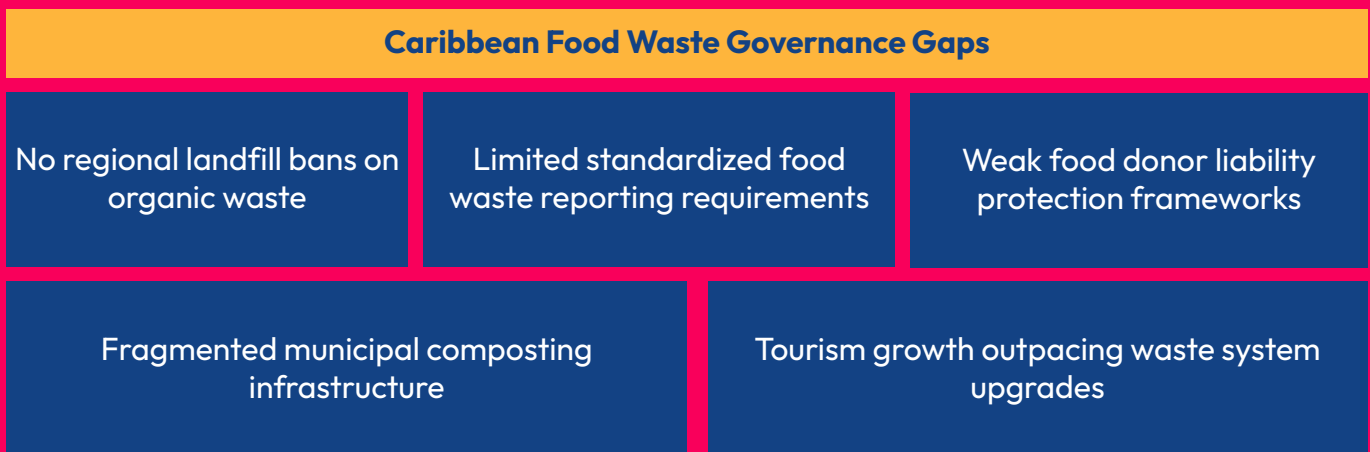 Caribbean Food Waste Governance Gaps
No regional landfill bans on
organic waste
Limited standardized food
waste reporting requirements
Weak food donor liability
protection frameworks
Fragmented municipal composting
infrastructure
Tourism growth outpacing waste system
upgrades